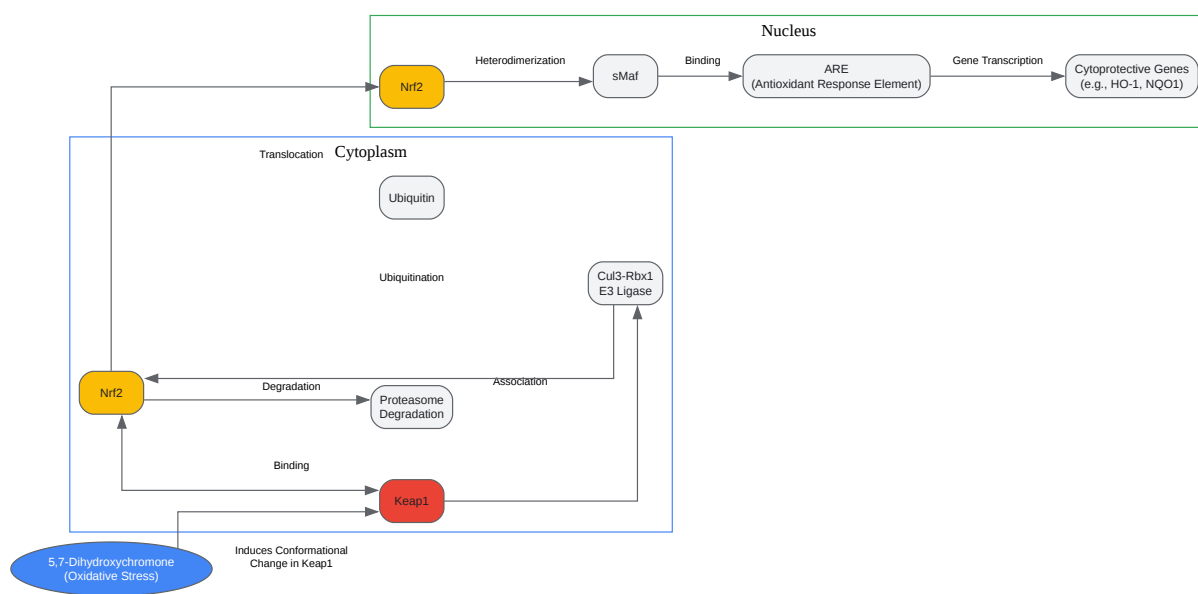 Nucleus
Nrf2
Heterodimerization
sMaf
Binding
ARE
(Antioxidant Response Element)
Gene Transcription
Cytoprotective Genes
(e.g., HO-1, NQO1)
Translocation
Cytoplasm
Ubiquitin
Ubiquitination
Cul3-Rbx1
E3 Ligase
Nrf2
Degradation
Proteasome
Degradation
Association
Binding
Keap1
5,7-Dihydroxychromone
(Oxidative Stress)
Induces Conformational
Change in Keap1